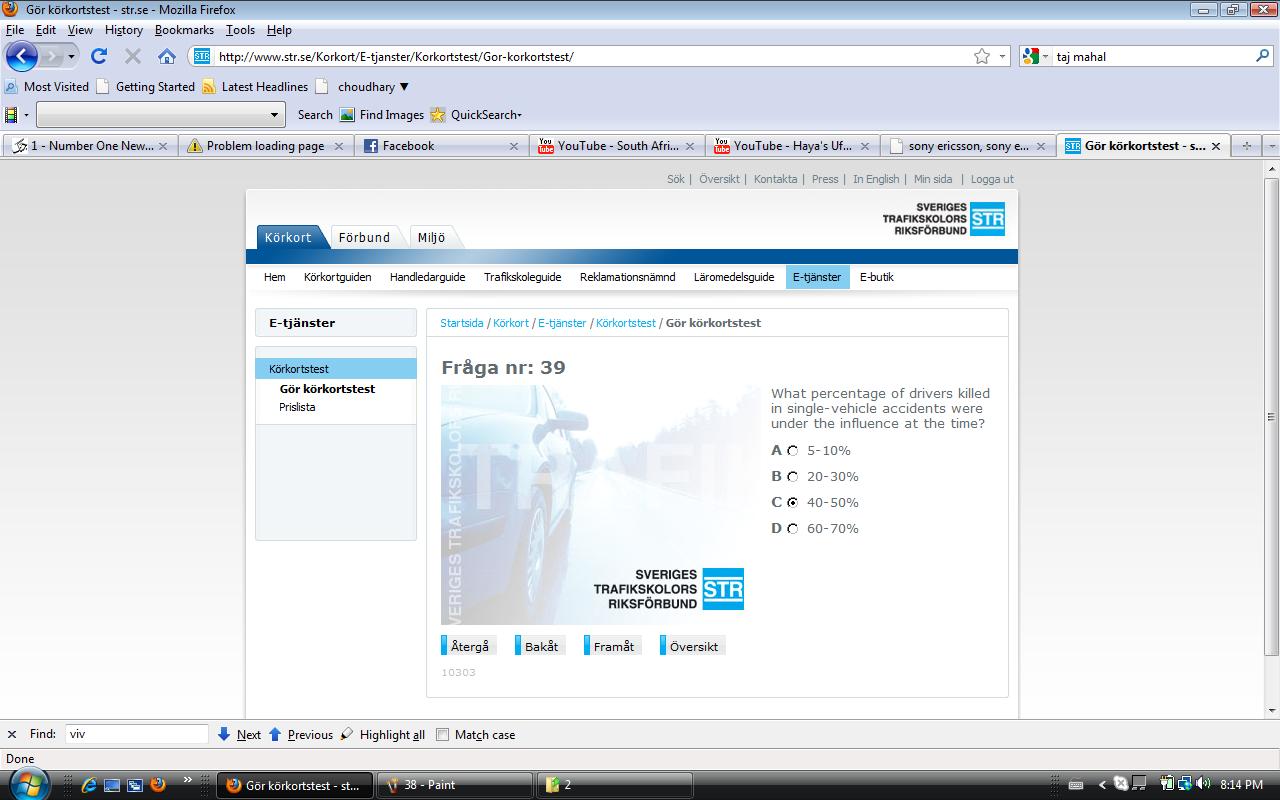 Gör körkortstest - str.se - Mozilla Firefox
File Edit View History Bookmarks Tools Help
STR http://www.str.se/Korkort/E-tjanster/Korkortstest/Gor-korkortstest/ taj mahal
Most Visited Getting Started Latest Headlines choudhary
Search Find Images QuickSearch
1 - Number One New... Problem loading page Facebook YouTube - South Afri... YouTube - Haya's Uf... sony ericsson, sony e... Gör körkortstest - s...
Sök | Översikt | Kontakta | Press | In English | Min sida | Logga ut
SVERIGES
TRAFIKSKOLORS STR
RIKSFÖRBUND
Körkort Förbund Miljö
Hem Körkortguiden Handledarguide Trafikskoleguide Reklamationsnämnd Läromedelsguide E-tjänster E-butik
E-tjänster
Körkortstest
Gör körkortstest
Prislista
Startsida / Körkort / E-tjänster / Körkortstest / Gör körkortstest
Fråga nr: 39
What percentage of drivers killed
in single-vehicle accidents were
under the influence at the time?
A 5-10%
B 20-30%
C 40-50%
D 60-70%
TRAFIK
SVERIGES
TRAFIKSKOLORS STR
RIKSFÖRBUND
Återgå Bakåt Framåt Översikt
10303
Find: viv Next Previous Highlight all Match case
Done
Gör körkortstest - st... 38 - Paint 2 8:14 PM